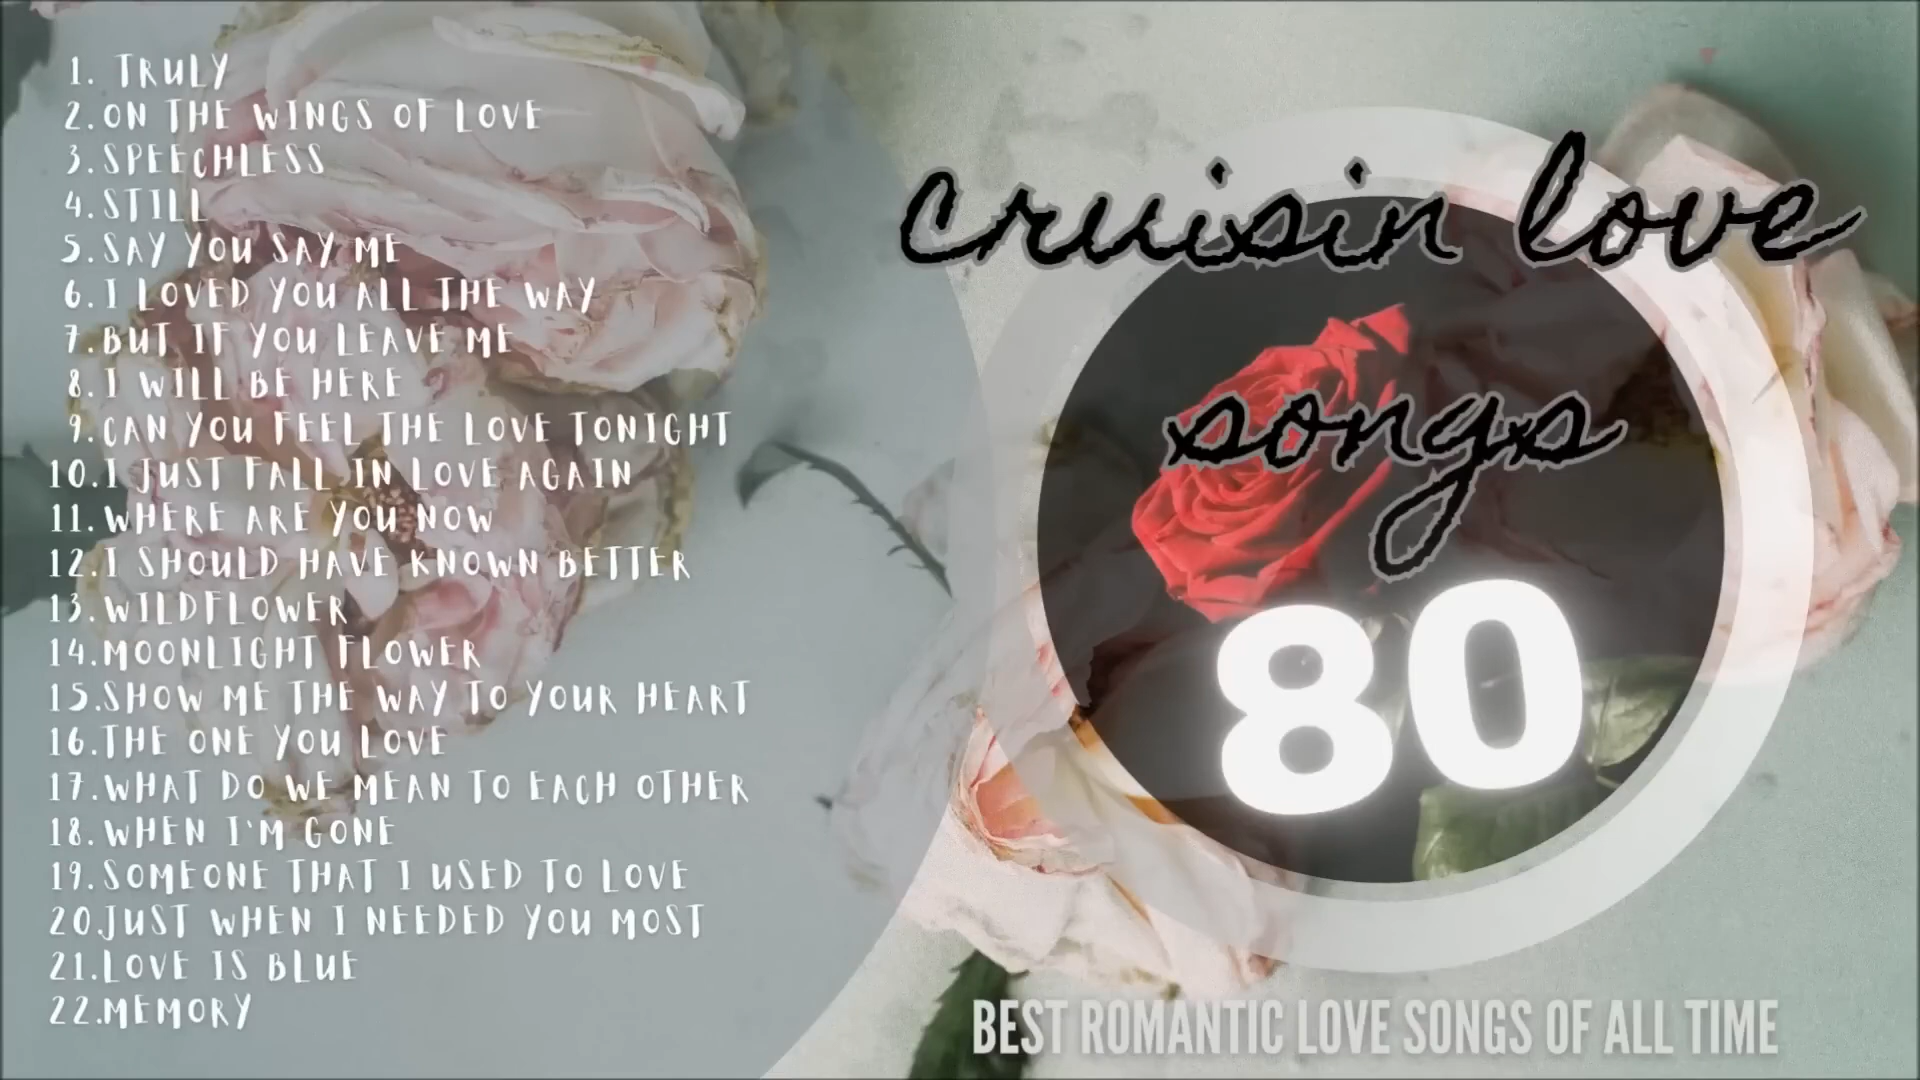 1. TRULY
2. ON THE WINGS OF LOVE
3. SPEECHLESS
4. STILL
5. SAY YOU SAY ME
6. I LOVED YOU ALL THE WAY
7. BUT IF YOU LEAVE ME
8. I WILL BE HERE
9. CAN YOU FEEL THE LOVE TONIGHT
10. I JUST FALL IN LOVE AGAIN
11. WHERE ARE YOU NOW
12. I SHOULD HAVE KNOWN BETTER
13. WILDFLOWER
14. MOONLIGHT FLOWER
15. SHOW ME THE WAY TO YOUR HEART
16. THE ONE YOU LOVE
17. WHAT DO WE MEAN TO EACH OTHER
18. WHEN I'M GONE
19. SOMEONE THAT I USED TO LOVE
20. JUST WHEN I NEEDED YOU MOST
21. LOVE IS BLUE
22. MEMORY
cruisin love
songs
80
BEST ROMANTIC LOVE SONGS OF ALL TIME